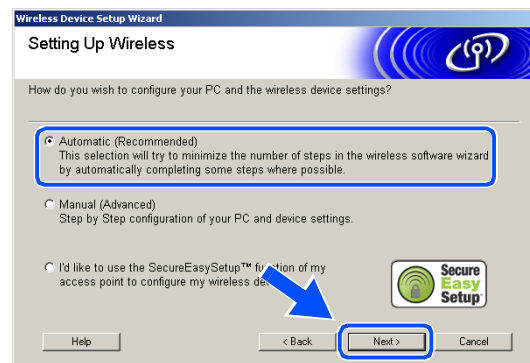 Wireless Device Setup Wizard
Setting Up Wireless
How do you wish to configure your PC and the wireless device settings?
Automatic (Recommended)
This selection will try to minimize the number of steps in the wireless software wizard
by automatically completing some steps where possible.
Manual (Advanced)
Step by Step configuration of your PC and device settings.
I'd like to use the SecureEasySetup™ function of my
access point to configure my wireless
Secure
Easy
Setup
Help
< Back
Next >
Cancel